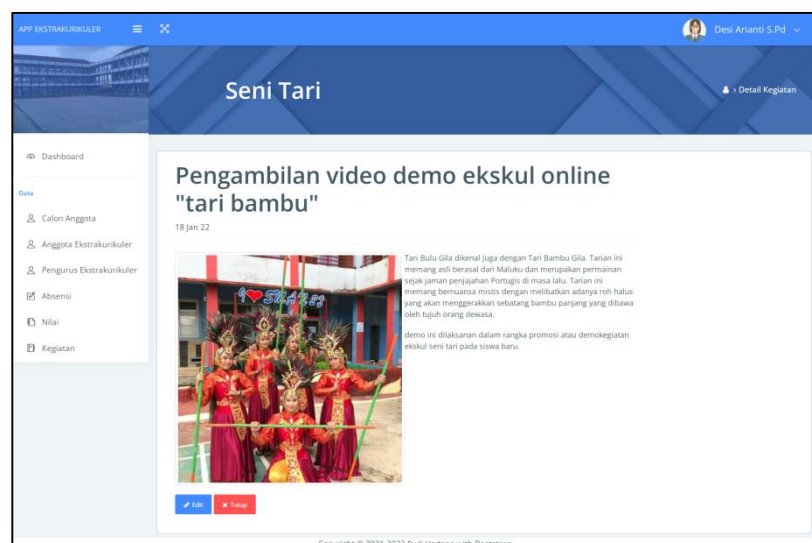 APP EKSTRAKURIKULER
Desi Arianti S.Pd
Seni Tari
> Detail Kegiatan
Dashboard
Data
Calon Anggota
Anggota Ekstrakurikuler
Pengurus Ekstrakurikuler
Absensi
Nilai
Kegiatan
Pengambilan video demo ekskul online
"tari bambu"
18 Jan 22
Tari Bulu Gila dikenal juga dengan Tari Bambu Gila. Tarian ini
memang asli berasal dari Maluku dan merupakan permainan
sejak jaman penjajahan Portugis di masa lalu. Tarian ini
memang bernuansa mistis dengan melibatkan adanya roh halus
yang akan menggerakkan sebatang bambu panjang yang dibawa
oleh tujuh orang dewasa.
demo ini dilaksanan dalam rangka promosi atau demokegiatan
ekskul seni tari pada siswa baru.
Edit
Tutup